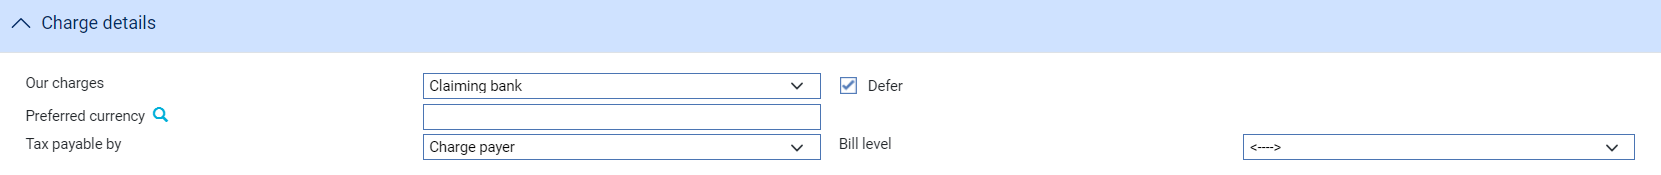 Charge details
Our charges Claiming bank Defer
Preferred currency
Tax payable by Charge payer Bill level <---->